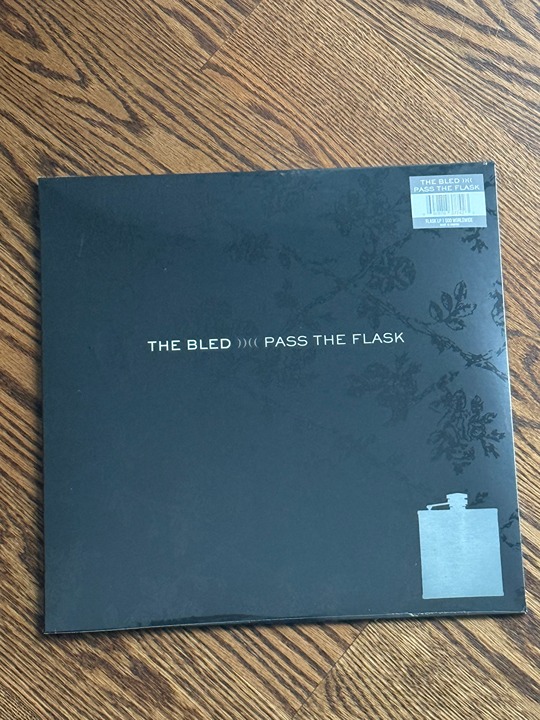 THE BLED ))((
PASS THE FLASK
THE BLED ))(( PASS THE FLASK